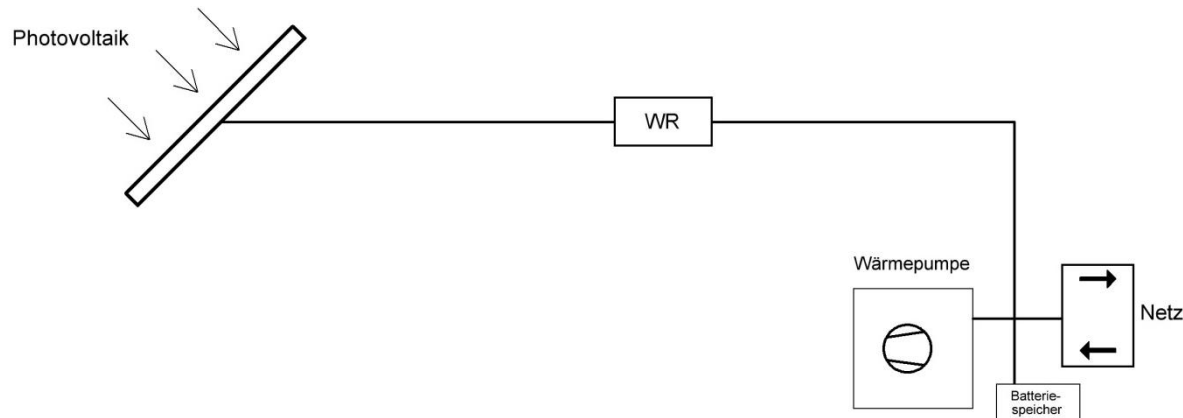 Photovoltaik
WR
Wärmepumpe
Netz
Batterie-
speicher